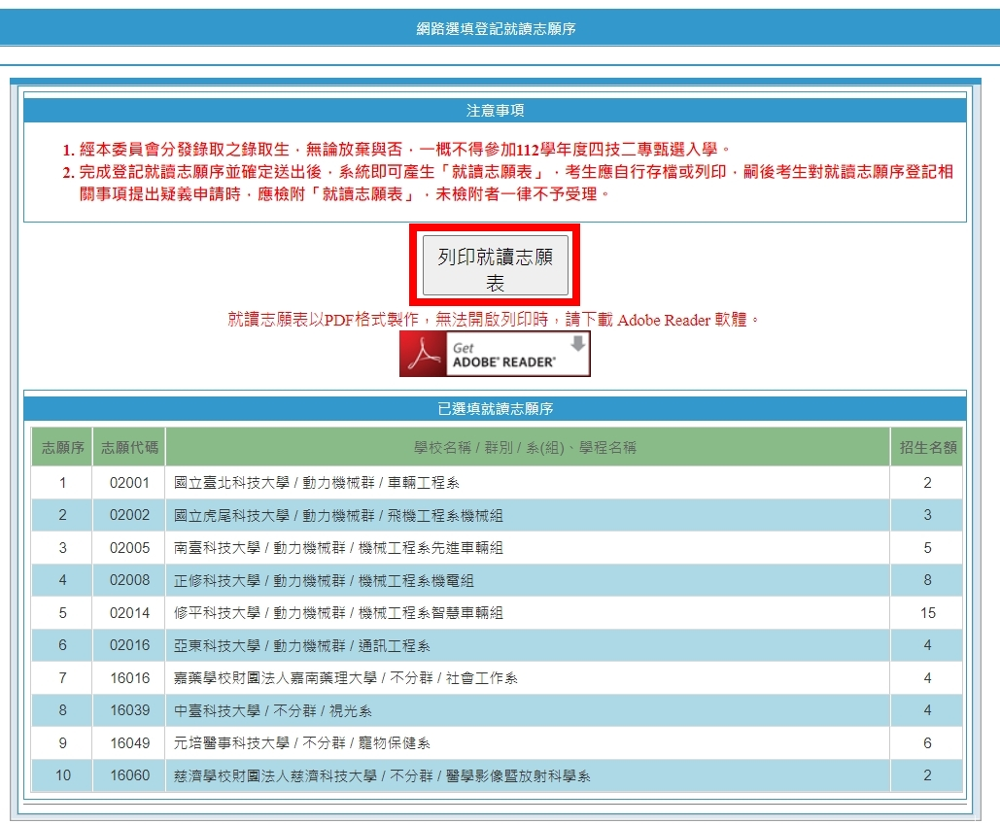 網路選填登記就讀志願序
注意事項
1. 經本委員會分發錄取之錄取生，無論放棄與否，一概不得參加112學年度四技二專甄選入學。
2. 完成登記就讀志願序並確定送出後，系統即可產生「就讀志願表」，考生應自行存檔或列印，嗣後考生對就讀志願序登記相
關事項提出疑義申請時，應檢附「就讀志願表」，未檢附者一律不予受理。
列印就讀志願
表
就讀志願表以PDF格式製作，無法開啟列印時，請下載 Adobe Reader 軟體。
Get
ADOBE® READER®
已選填就讀志願序
志願序 志願代碼 學校名稱 / 群別 / 系(組)、學程名稱 招生名額
1 02001 國立臺北科技大學 / 動力機械群 / 車輛工程系 2
2 02002 國立虎尾科技大學 / 動力機械群 / 飛機工程系機械組 3
3 02005 南臺科技大學 / 動力機械群 / 機械工程系先進車輛組 5
4 02008 正修科技大學 / 動力機械群 / 機械工程系機電組 8
5 02014 修平科技大學 / 動力機械群 / 機械工程系智慧車輛組 15
6 02016 亞東科技大學 / 動力機械群 / 通訊工程系 4
7 16016 嘉藥學校財團法人嘉南藥理大學 / 不分群 / 社會工作系 4
8 16039 中臺科技大學 / 不分群 / 視光系 4
9 16049 元培醫事科技大學 / 不分群 / 寵物保健系 6
10 16060 慈濟學校財團法人慈濟科技大學 / 不分群 / 醫學影像暨放射科學系 2